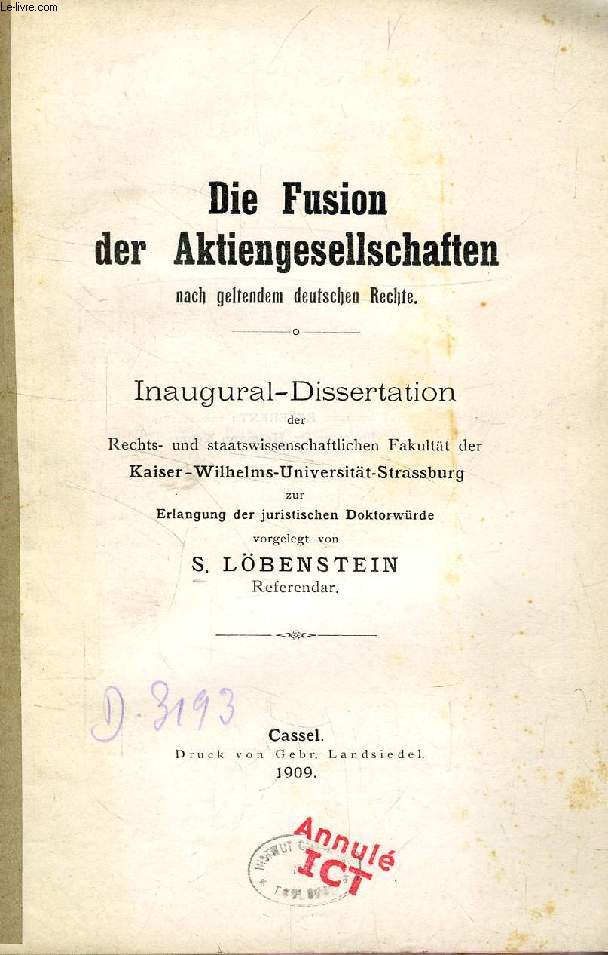 Le-livre.com
Die Fusion
der Aktiengesellschaften
nach geltendem deutschen Rechte.
Inaugural-Dissertation
der
Rechts- und staatswissenschaftlichen Fakultät der
Kaiser-Wilhelms-Universität-Strassburg
zur
Erlangung der juristischen Doktorwürde
vorgelegt von
S. LÖBENSTEIN
Referendar.
D. 3193
Cassel.
Druck von Gebr. Landsiedel.
1909.
Annulé
ICT